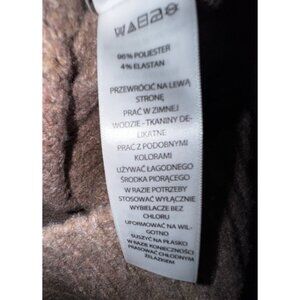 96% POLIESTER
4% ELASTAN
PRZEWRÓCIĆ NA LEWĄ
STRONĘ
PRAĆ W ZIMNEJ
WODZIE - TKANINY DE-
LIKATNE
PRAĆ Z PODOBNYMI
KOLORAMI
UŻYWAĆ ŁAGODNEGO
ŚRODKA PIORĄCEGO
W RAZIE POTRZEBY
STOSOWAĆ WYŁĄCZNIE
WYBIELACZE BEZ
CHLORU
UFORMOWAĆ NA WIL-
GOTNO
SUSZYĆ NA PŁASKO
W RAZIE KONIECZNOŚCI
PRASOWAĆ CHŁODNYM
ŻELAZKIEM